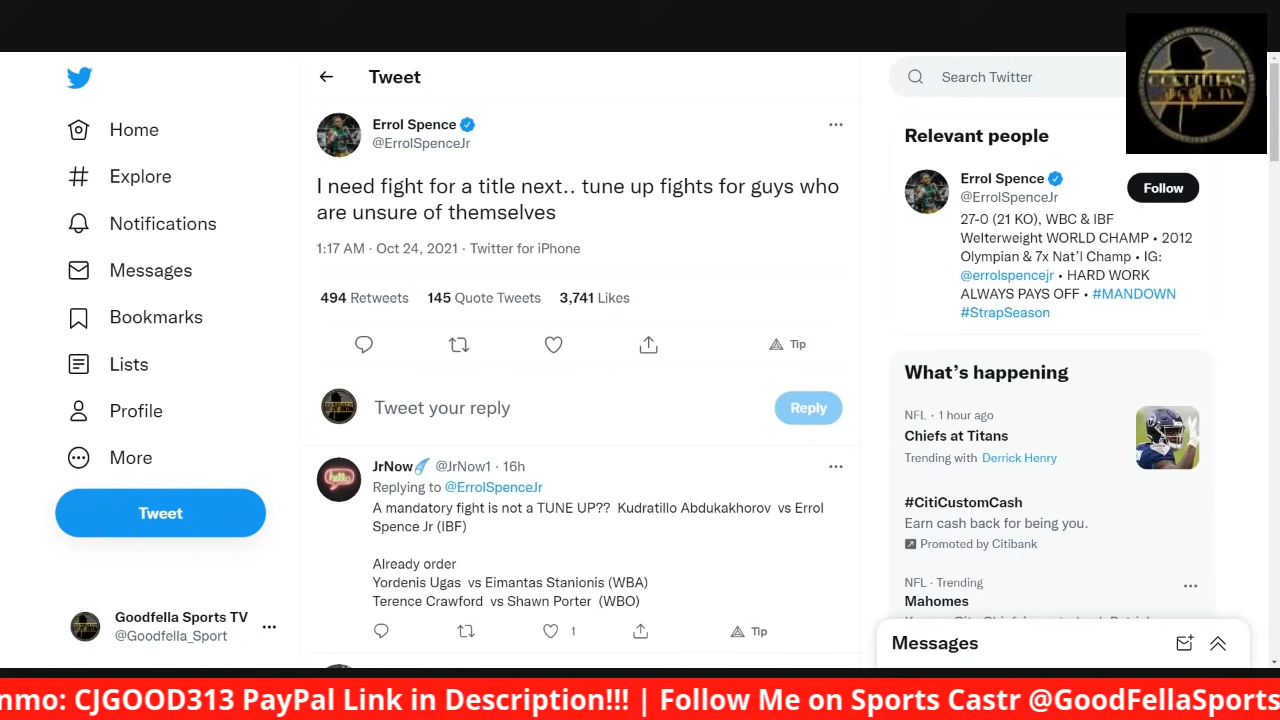 GOODFELLA'S
SPORTS TV
Tweet
Search Twitter
Home
Explore
Notifications
Messages
Bookmarks
Lists
Profile
More
Tweet
Goodfella Sports TV
@Goodfella_Sport
Errol Spence
@ErrolSpenceJr
I need fight for a title next.. tune up fights for guys who
are unsure of themselves
1:17 AM · Oct 24, 2021 · Twitter for iPhone
494 Retweets 145 Quote Tweets 3,741 Likes
Tip
Tweet your reply
Reply
JrNow @JrNow1 · 16h
Replying to @ErrolSpenceJr
A mandatory fight is not a TUNE UP?? Kudratillo Abdukakhorov vs Errol
Spence Jr (IBF)
Already order
Yordenis Ugas vs Eimantas Stanionis (WBA)
Terence Crawford vs Shawn Porter (WBO)
1 Tip
Relevant people
Errol Spence
@ErrolSpenceJr
Follow
27-0 (21 KO), WBC & IBF
Welterweight WORLD CHAMP • 2012
Olympian & 7x Nat'l Champ • IG:
@errolspencejr • HARD WORK
ALWAYS PAYS OFF • #MANDOWN
#StrapSeason
What's happening
NFL · 1 hour ago
Chiefs at Titans
Trending with Derrick Henry
#CitiCustomCash
Earn cash back for being you.
Promoted by Citibank
NFL · Trending
Mahomes
Messages
nmo: CJGOOD313 PayPal Link in Description!!! | Follow Me on Sports Castr @GoodFellaSports